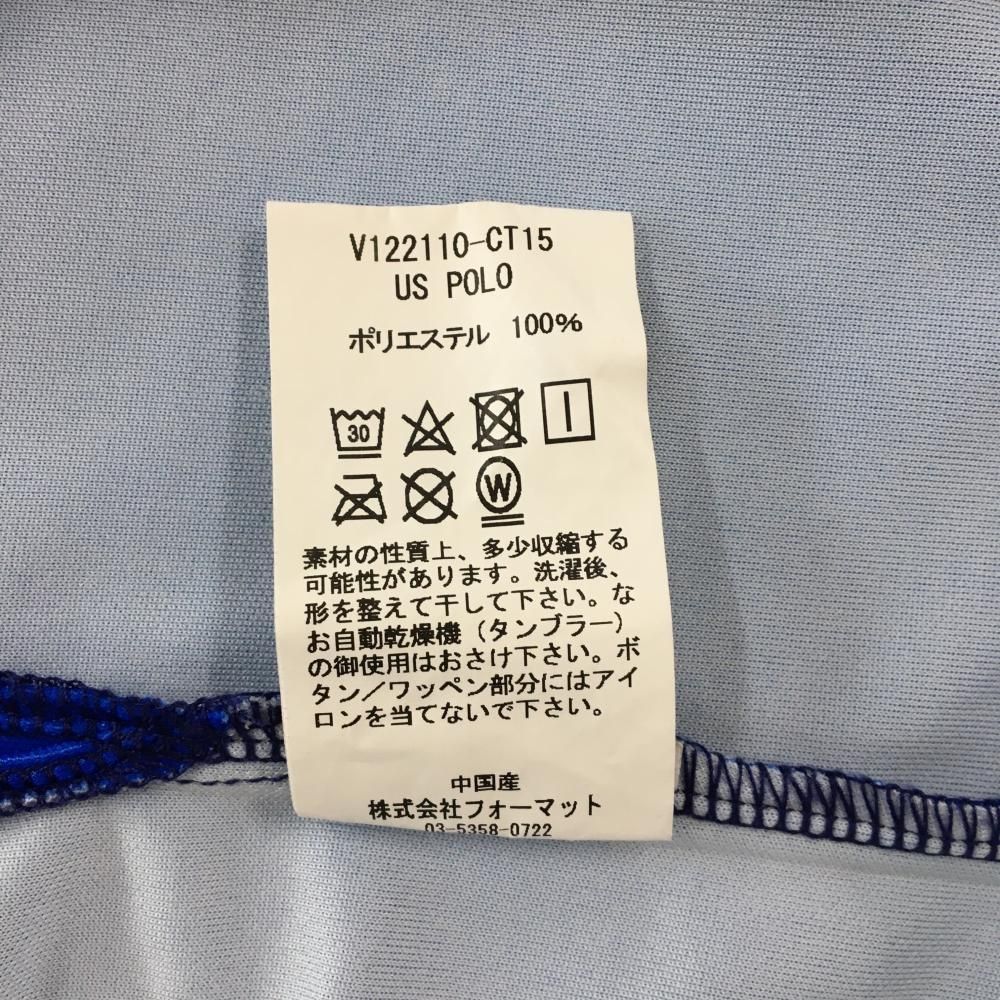 V122110-CT15
US POLO
ポリエステル 100%
30
W
素材の性質上、多少収縮する
可能性があります。洗濯後、
形を整えて干して下さい。な
お自動乾燥機（タンブラー）
の御使用はおさけ下さい。ボ
タン／ワッペン部分にはアイ
ロンを当てないで下さい。
中国産
株式会社フォーマット
03-5358-0722